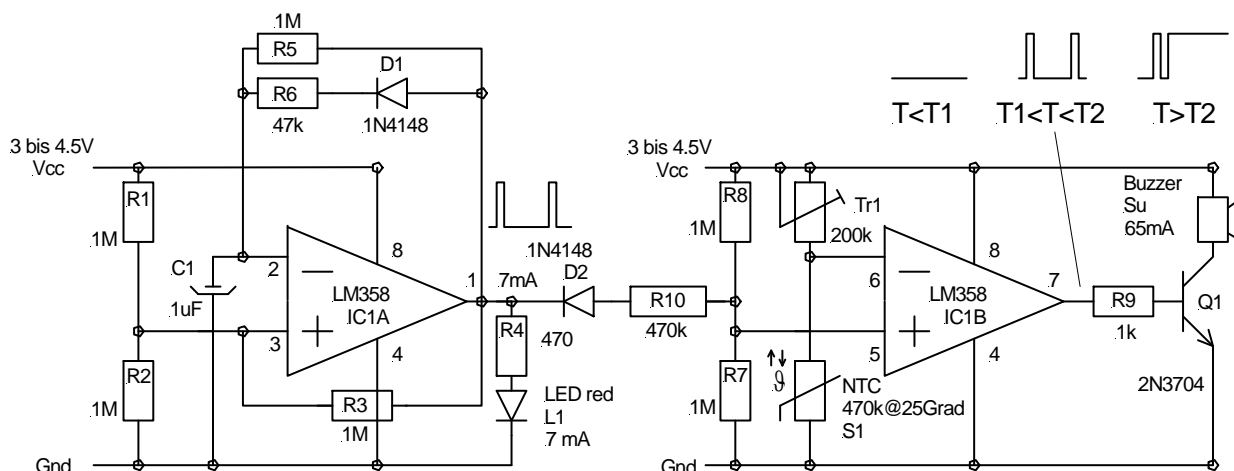 1M
R5
D1
R6
47k
1N4148
3 bis 4.5V
Vcc
R1
1M
C1
1uF
2
8
1
LM358
IC1A
3
4
R2
1M
R3
1M
7mA
R4
470
LED red
L1
7 mA
Gnd
1N4148
D2
R10
470k
T<T1
T1<T<T2
T>T2
3 bis 4.5V
Vcc
R8
1M
Tr1
200k
6
8
7
LM358
IC1B
5
4
R9
1k
Q1
2N3704
Buzzer
Su
65mA
R7
1M
ϑ
NTC
470k@25Grad
S1
Gnd